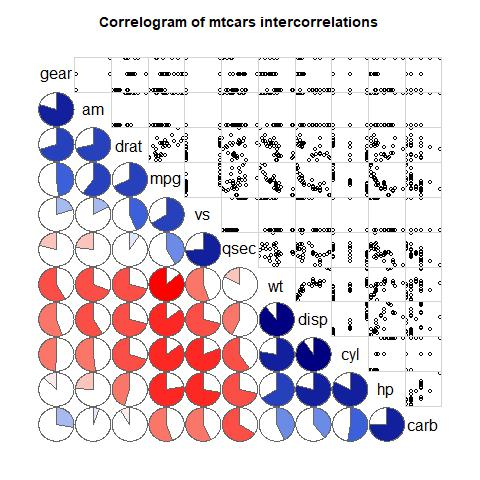 Correlogram of mtcars intercorrelations
gear
am
drat
mpg
vs
qsec
wt
disp
cyl
hp
carb